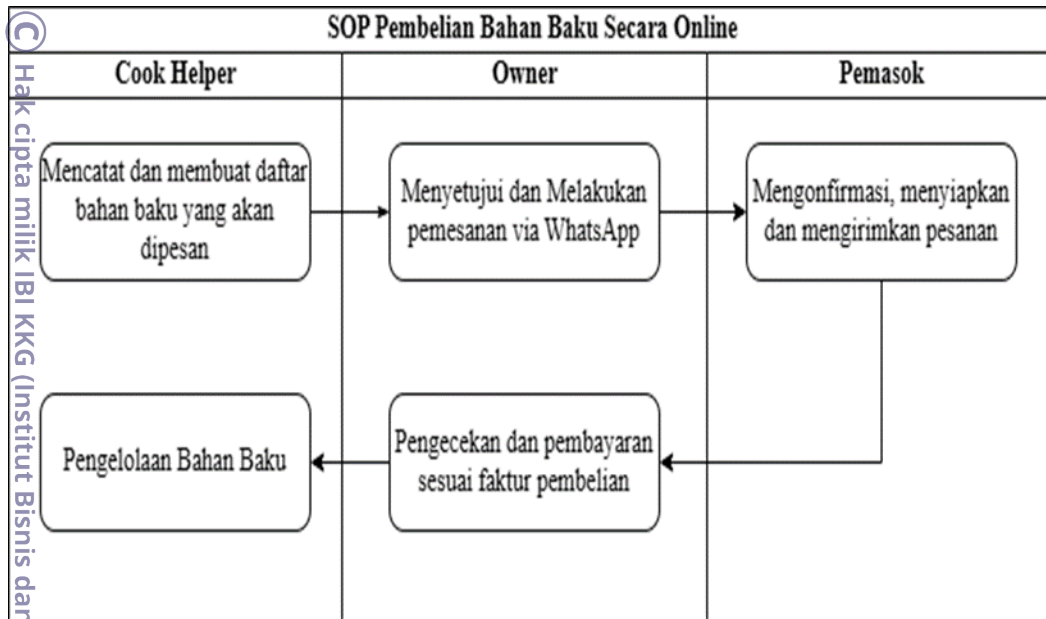 SOP Pembelian Bahan Baku Secara Online
Cook Helper
Owner
Pemasok
Mencatat dan membuat daftar
bahan baku yang akan
dipesan
Menyetujui dan Melakukan
pemesanan via WhatsApp
Mengonfirmasi, menyiapkan
dan mengirimkan pesanan
Pengelolaan Bahan Baku
Pengecekan dan pembayaran
sesuai faktur pembelian
© Hak cipta milik IBI KKG (Institut Bisnis dan